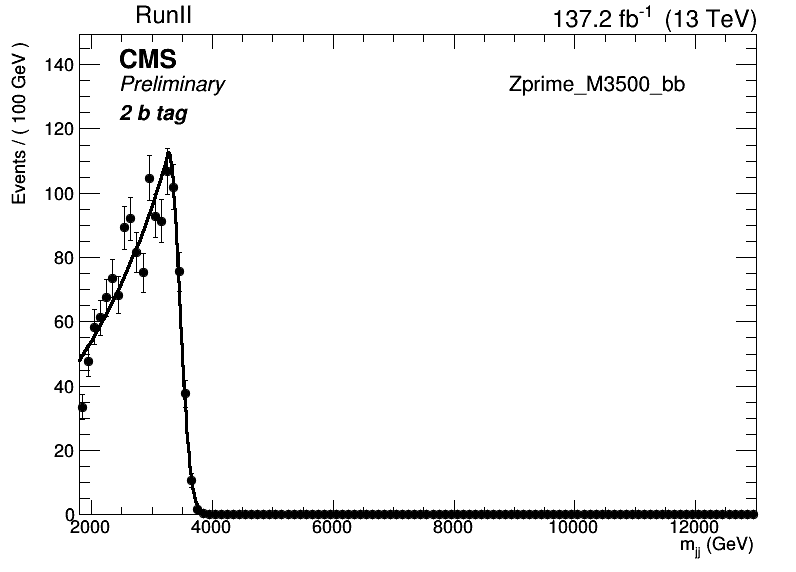 RunII
137.2 fb-1 (13 TeV)
CMS
Preliminary
2 b tag
Zprime_M3500_bb
Events / ( 100 GeV )
140
120
100
80
60
40
20
0
2000 4000 6000 8000 10000 12000
mjj (GeV)